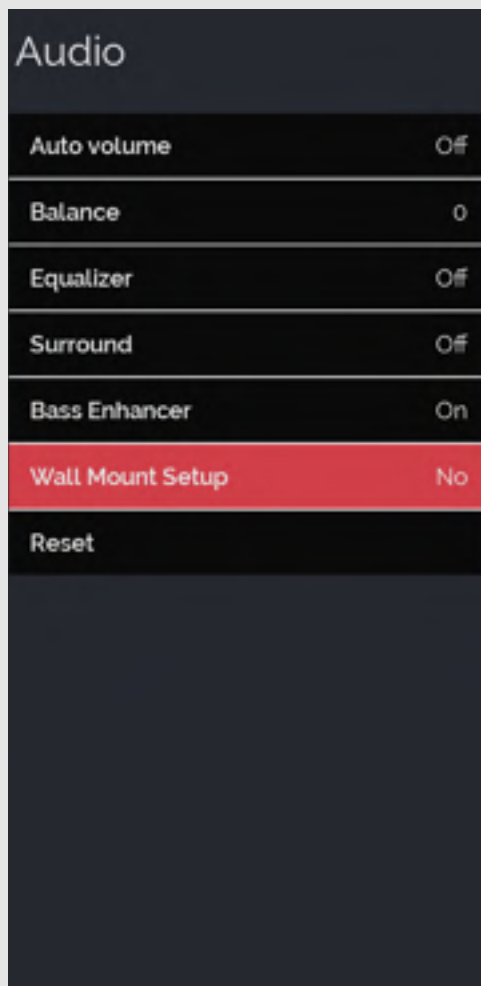 Audio
Auto volume Off
Balance 0
Equalizer Off
Surround Off
Bass Enhancer On
Wall Mount Setup No
Reset